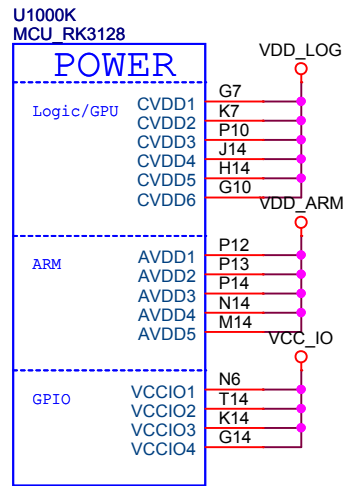 U1000K
MCU_RK3128
POWER
VDD_LOG
Logic/GPU
CVDD1 G7
CVDD2 K7
CVDD3 P10
CVDD4 J14
CVDD5 H14
CVDD6 G10
VDD_ARM
ARM
AVDD1 P12
AVDD2 P13
AVDD3 P14
AVDD4 N14
AVDD5 M14
VCC_IO
GPIO
VCCIO1 N6
VCCIO2 T14
VCCIO3 K14
VCCIO4 G14